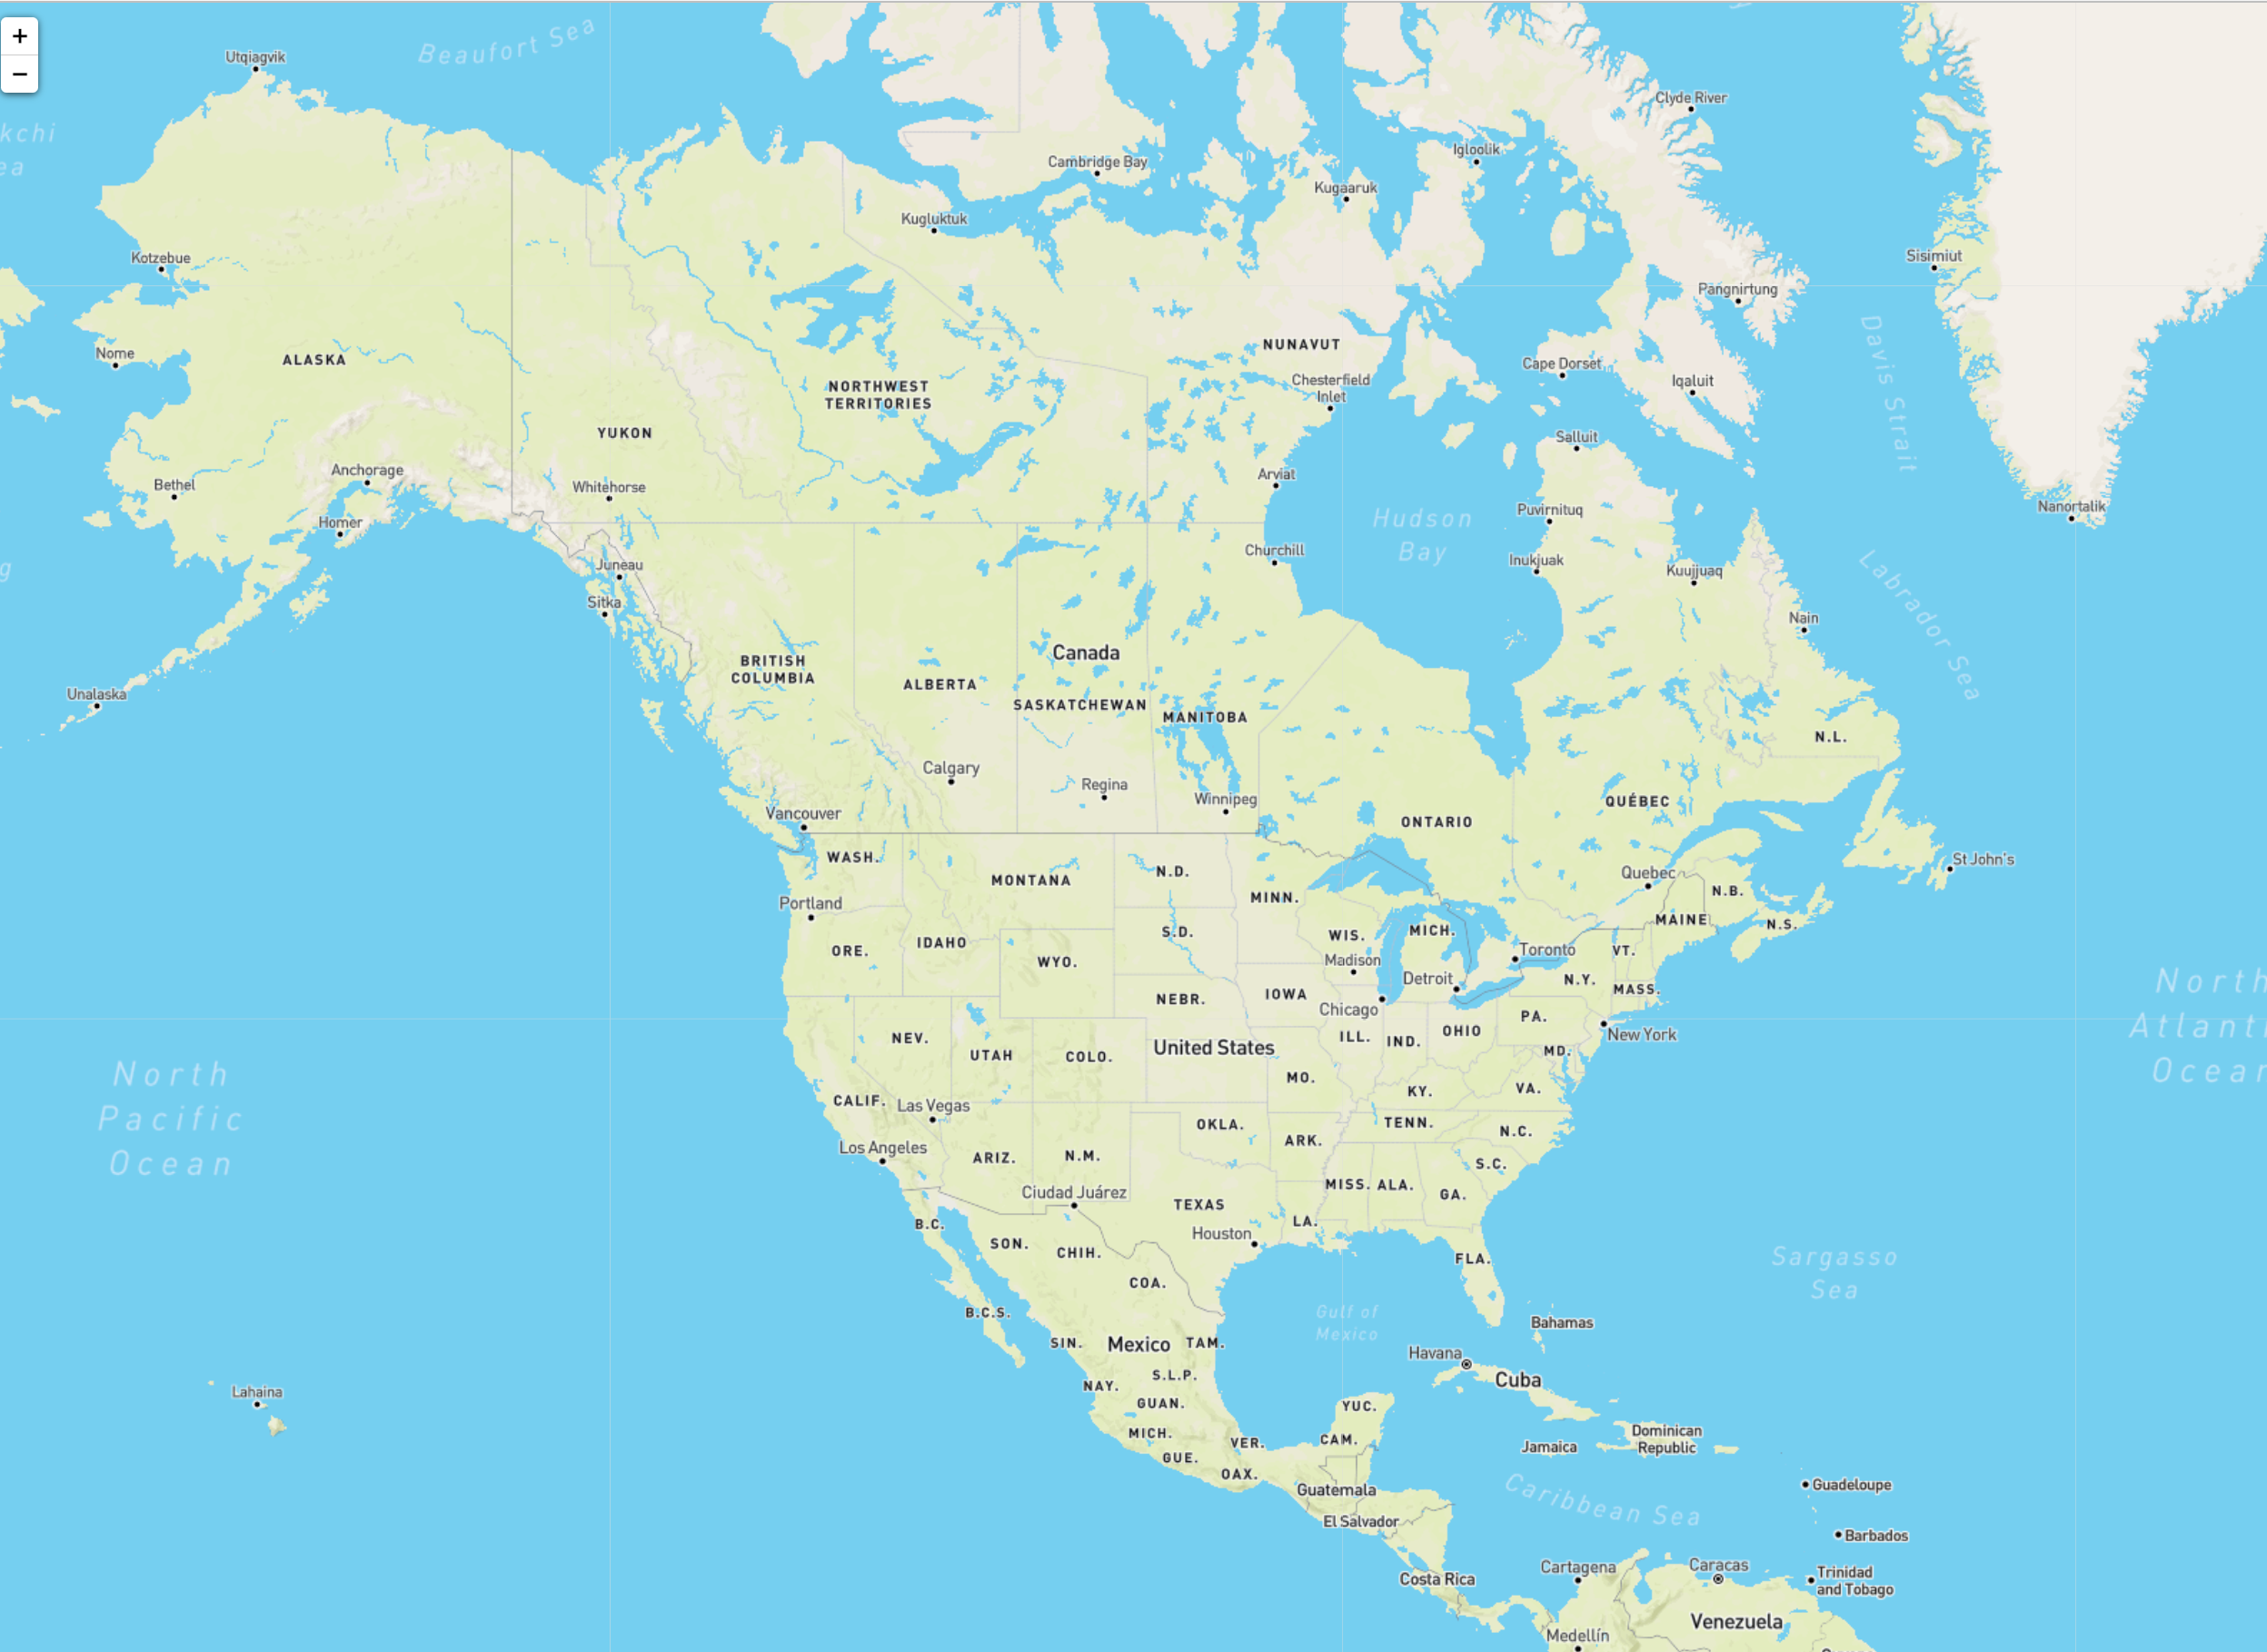 +
−
Beaufort Sea
Utqiagvik
Clyde River
kchi
ea
Igloolik
Cambridge Bay
Kugaaruk
Kugluktuk
Kotzebue
Sisimiut
Pangnirtung
Nome
ALASKA
NUNAVUT
Cape Dorset
Davis Strait
Chesterfield
Inlet
Iqaluit
NORTHWEST
TERRITORIES
YUKON
Salluit
Anchorage
Bethel
Whitehorse
Arviat
Homer
Puvirnituq
Nanortalik
Hudson
Bay
Churchill
Inukjuak
Juneau
Kuujjuaq
g
Sitka
Labrador Sea
Nain
Canada
BRITISH
COLUMBIA
ALBERTA
Unalaska
SASKATCHEWAN
MANITOBA
N.L.
Calgary
Regina
Winnipeg
QUÉBEC
Vancouver
ONTARIO
WASH.
St John's
MONTANA
N.D.
Quebec
MINN.
N.B.
Portland
MAINE
N.S.
S.D.
WIS.
MICH.
IDAHO
ORE.
Toronto
VT.
WYO.
Madison
Detroit
N.Y.
MASS.
North
Atlanti
Ocean
NEBR.
IOWA
Chicago
PA.
OHIO
New York
NEV.
ILL.
IND.
United States
MD.
UTAH
COLO.
North
Pacific
Ocean
MO.
KY.
VA.
CALIF.
Las Vegas
OKLA.
TENN.
N.C.
ARK.
Los Angeles
ARIZ.
N.M.
S.C.
MISS.
ALA.
GA.
Ciudad Juárez
TEXAS
B.C.
LA.
Houston
SON.
CHIH.
FLA.
Sargasso
Sea
COA.
B.C.S.
Gulf of
Mexico
Bahamas
SIN.
Mexico
TAM.
Havana
S.L.P.
Cuba
NAY.
Lahaina
GUAN.
YUC.
MICH.
VER.
CAM.
Dominican
Republic
Jamaica
GUE.
OAX.
Guatemala
Caribbean Sea
Guadeloupe
El Salvador
Barbados
Costa Rica
Cartagena
Caracas
Trinidad
and Tobago
Venezuela
Medellín